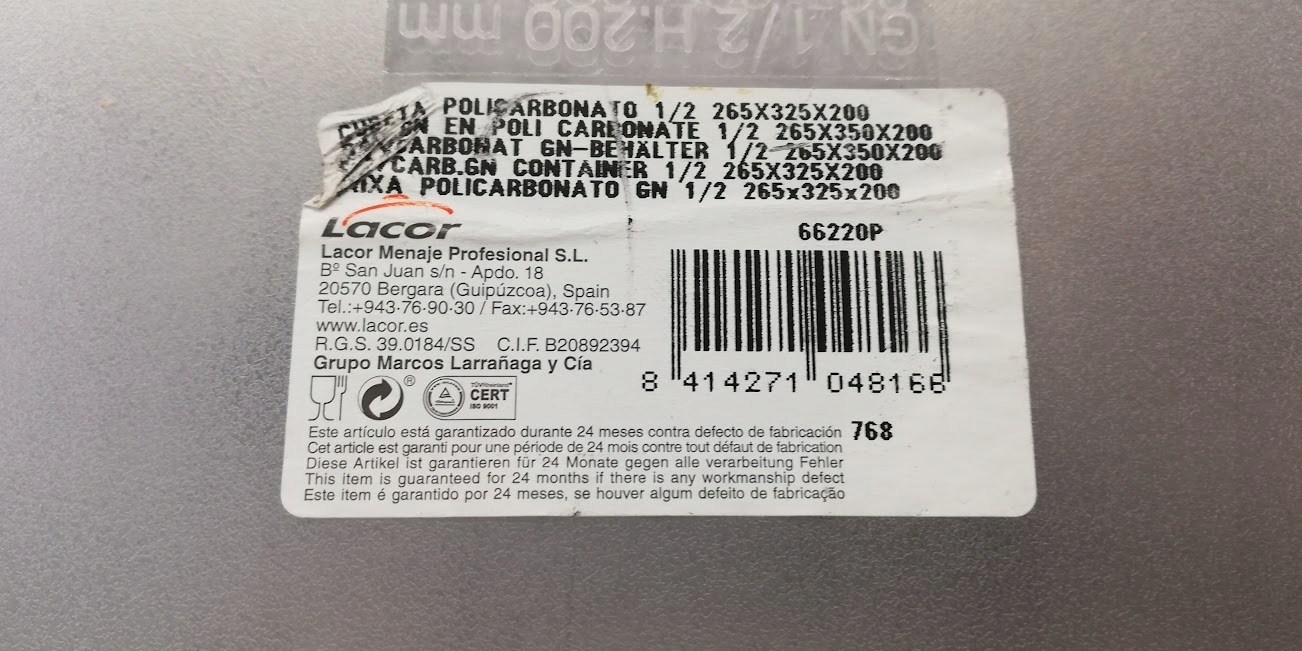 GN 1/2 H.200 mm
CUBETA POLICARBONATO 1/2 265X325X200
GN EN POLI CARBONATE 1/2 265X350X200
CARBONAT GN-BEHÄLTER 1/2 265X350X200
CARB.GN CONTAINER 1/2 265X325X200
POLICARBONATO GN 1/2 265x325x200
Lacor
66220P
Lacor Menaje Profesional S.L.
Bº San Juan s/n - Apdo. 18
20570 Bergara (Guipúzcoa), Spain
Tel.:+943·76·90·30 / Fax:+943·76·53·87
www.lacor.es
R.G.S. 39.0184/SS C.I.F. B20892394
Grupo Marcos Larrañaga y Cía
8 414271 048166
TÜVRheinland
CERT
ISO 9001
Este artículo está garantizado durante 24 meses contra defecto de fabricación 768
Cet article est garanti pour une période de 24 mois contre tout défaut de fabrication
Diese Artikel ist garantieren für 24 Monate gegen alle verarbeitung Fehler
This item is guaranteed for 24 months if there is any workmanship defect
Este item é garantido por 24 meses, se houver algum defeito de fabricação